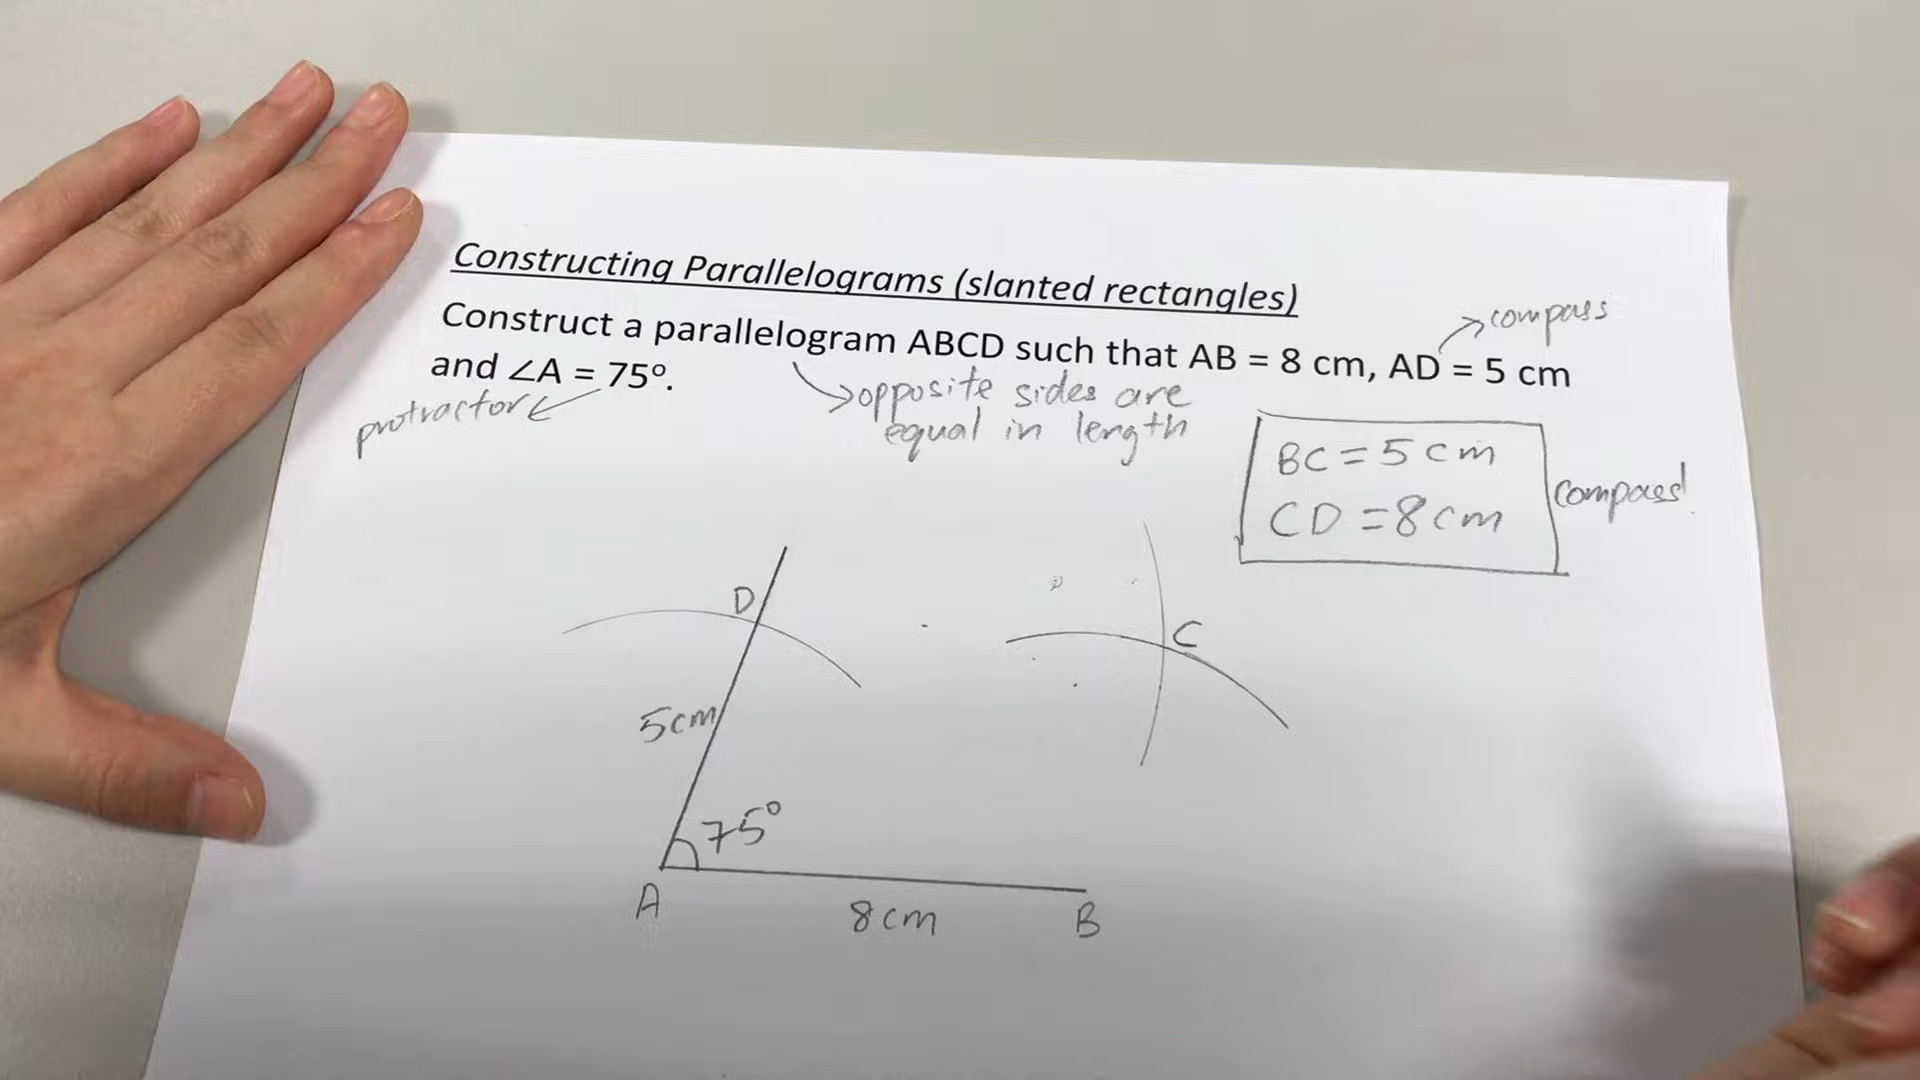 Constructing Parallelograms (slanted rectangles)
compass
Construct a parallelogram ABCD such that AB = 8 cm, AD = 5 cm
and ∠A = 75°.
protractor
opposite sides are
equal in length
BC = 5 cm
CD = 8 cm
compass!
D
C
5cm
75°
A
8cm
B